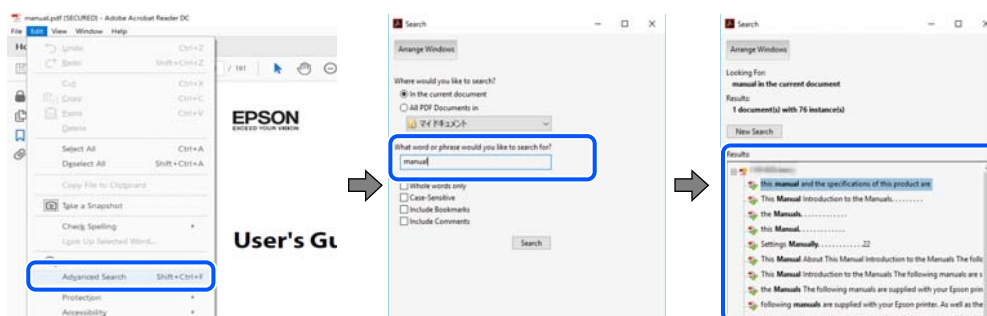 manual.pdf (SECURED) - Adobe Acrobat Reader DC
File Edit View Window Help
Undo Ctrl+Z
Redo Shift+Ctrl+Z
Cut Ctrl+X
Copy Ctrl+C
Paste Ctrl+V
Delete
Select All Ctrl+A
Deselect All Shift+Ctrl+A
Copy File to Clipboard
Take a Snapshot
Check Spelling
Look Up Selected Word...
Advanced Search Shift+Ctrl+F
Protection
Accessibility
/ 191
EPSON
EXCEED YOUR VISION
User's Gu
Search
Arrange Windows
Where would you like to search?
In the current document
All PDF Documents in
マイドキュメント
What word or phrase would you like to search for?
manual
Whole words only
Case-Sensitive
Include Bookmarks
Include Comments
Search
Search
Arrange Windows
Looking For:
manual in the current document
Results:
1 document(s) with 76 instance(s)
New Search
Results:
this manual and the specifications of this product are
This Manual Introduction to the Manuals. . . . . . . . .
the Manuals. . . . . . . . . . . . .
this Manual. . . . . . . . . . . . .
Settings Manually. . . . . . . . . . . . .22
This Manual About This Manual Introduction to the Manuals The follo
This Manual Introduction to the Manuals The following manuals are s
the Manuals The following manuals are supplied with your Epson prin
following manuals are supplied with your Epson printer. As well as the